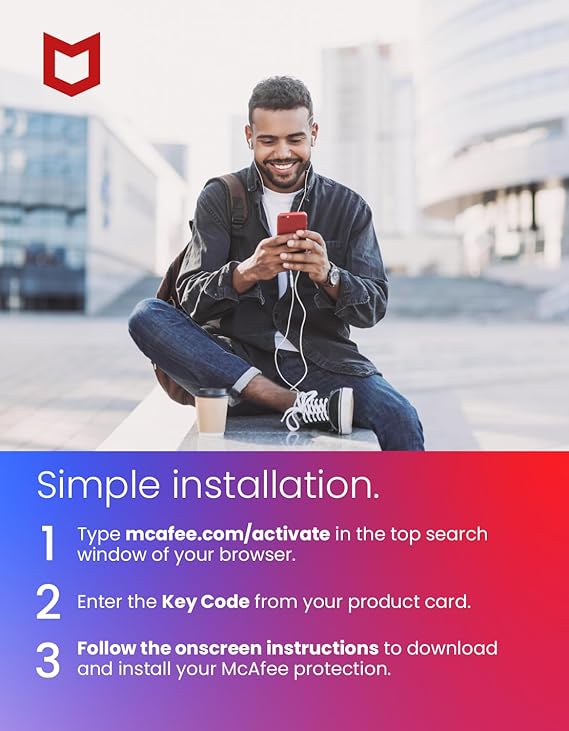 Simple installation.
1 Type mcafee.com/activate in the top search
window of your browser.
2 Enter the Key Code from your product card.
3 Follow the onscreen instructions to download
and install your McAfee protection.